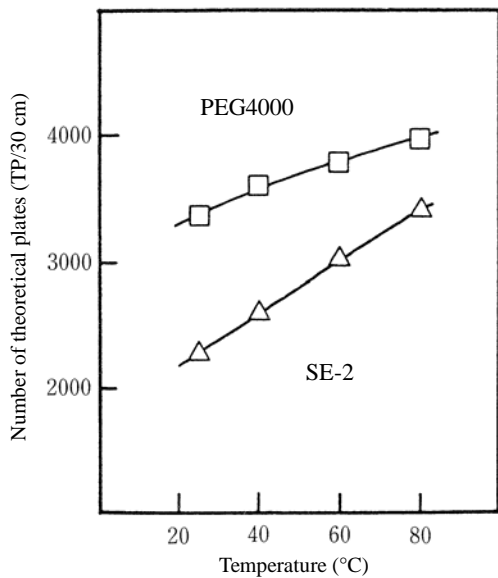 Number of theoretical plates (TP/30 cm)
PEG4000
4000
3000
2000
SE-2
20 40 60 80
Temperature (°C)